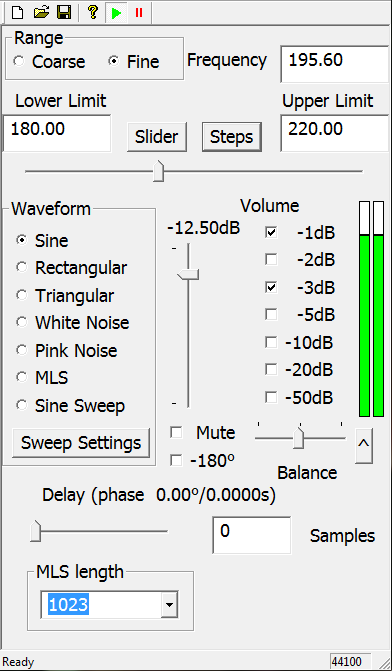 Range
Coarse Fine Frequency 195.60
Lower Limit Upper Limit
180.00 Slider Steps 220.00
Waveform Volume
-12.50dB
Sine -1dB
Rectangular -2dB
Triangular -3dB
White Noise -5dB
Pink Noise -10dB
MLS -20dB
Sine Sweep -50dB
Sweep Settings Mute
-180º
Balance
Delay (phase 0.00º/0.0000s)
0 Samples
MLS length
1023
Ready 44100